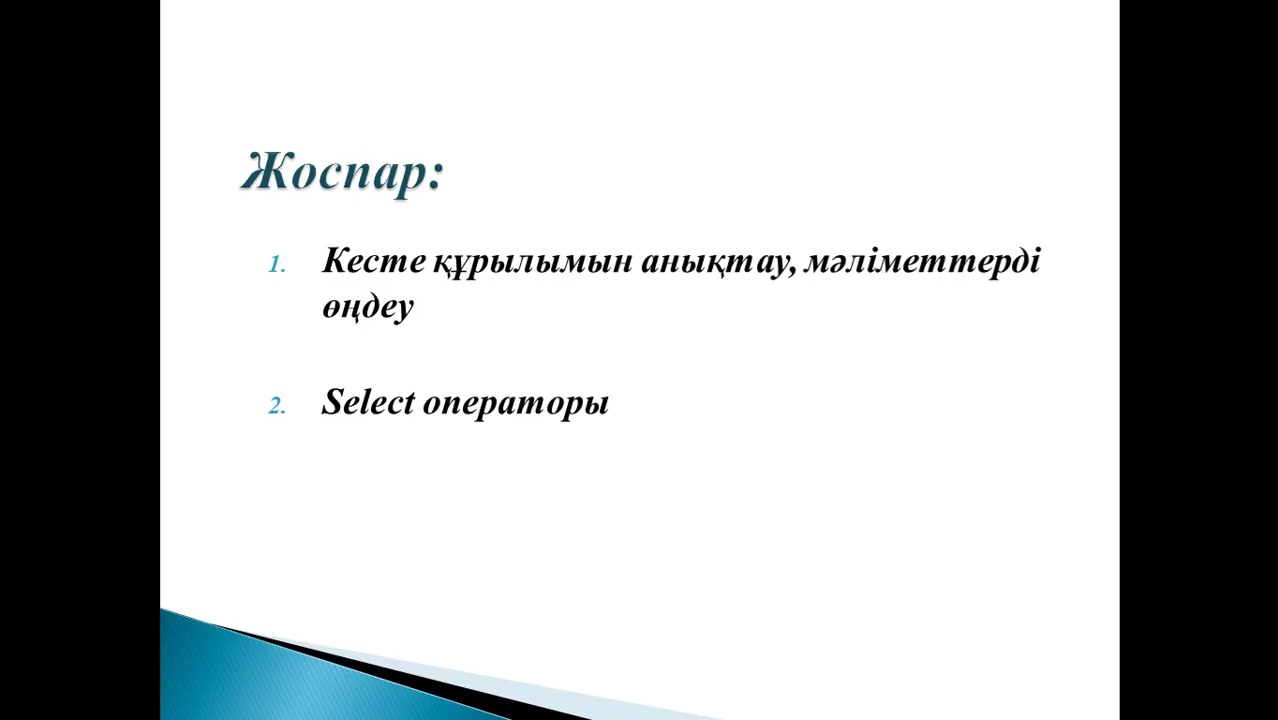 Жоспар:
1. Кесте құрылымын анықтау, мәліметтерді
өңдеу
2. Select операторы